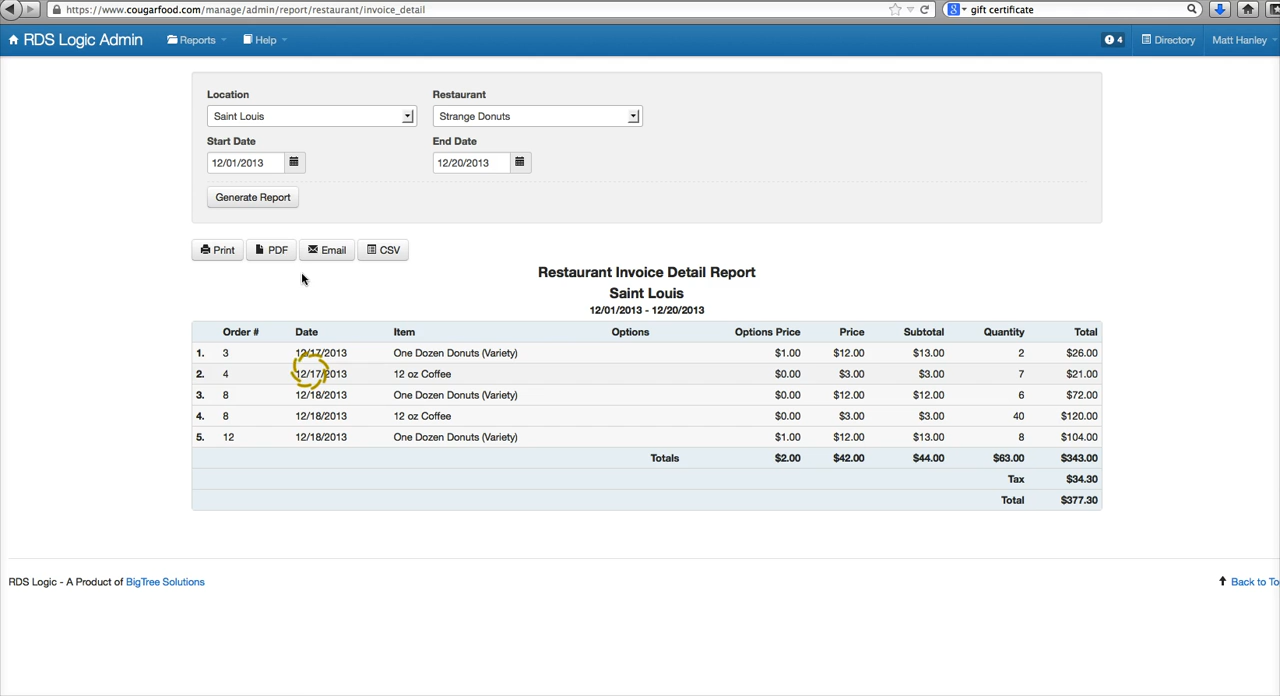 https://www.cougarfood.com/manage/admin/report/restaurant/invoice_detail gift certificate
RDS Logic Admin Reports Help 4 Directory Matt Hanley
Location Restaurant
Saint Louis Strange Donuts
Start Date End Date
12/01/2013 12/20/2013
Generate Report
Print PDF Email CSV
Restaurant Invoice Detail Report
Saint Louis
12/01/2013 - 12/20/2013
Order # Date Item Options Options Price Price Subtotal Quantity Total
1. 3 12/17/2013 One Dozen Donuts (Variety) $1.00 $12.00 $13.00 2 $26.00
2. 4 12/17/2013 12 oz Coffee $0.00 $3.00 $3.00 7 $21.00
3. 8 12/18/2013 One Dozen Donuts (Variety) $0.00 $12.00 $12.00 6 $72.00
4. 8 12/18/2013 12 oz Coffee $0.00 $3.00 $3.00 40 $120.00
5. 12 12/18/2013 One Dozen Donuts (Variety) $1.00 $12.00 $13.00 8 $104.00
Totals $2.00 $42.00 $44.00 $63.00 $343.00
Tax $34.30
Total $377.30
RDS Logic - A Product of BigTree Solutions Back to To